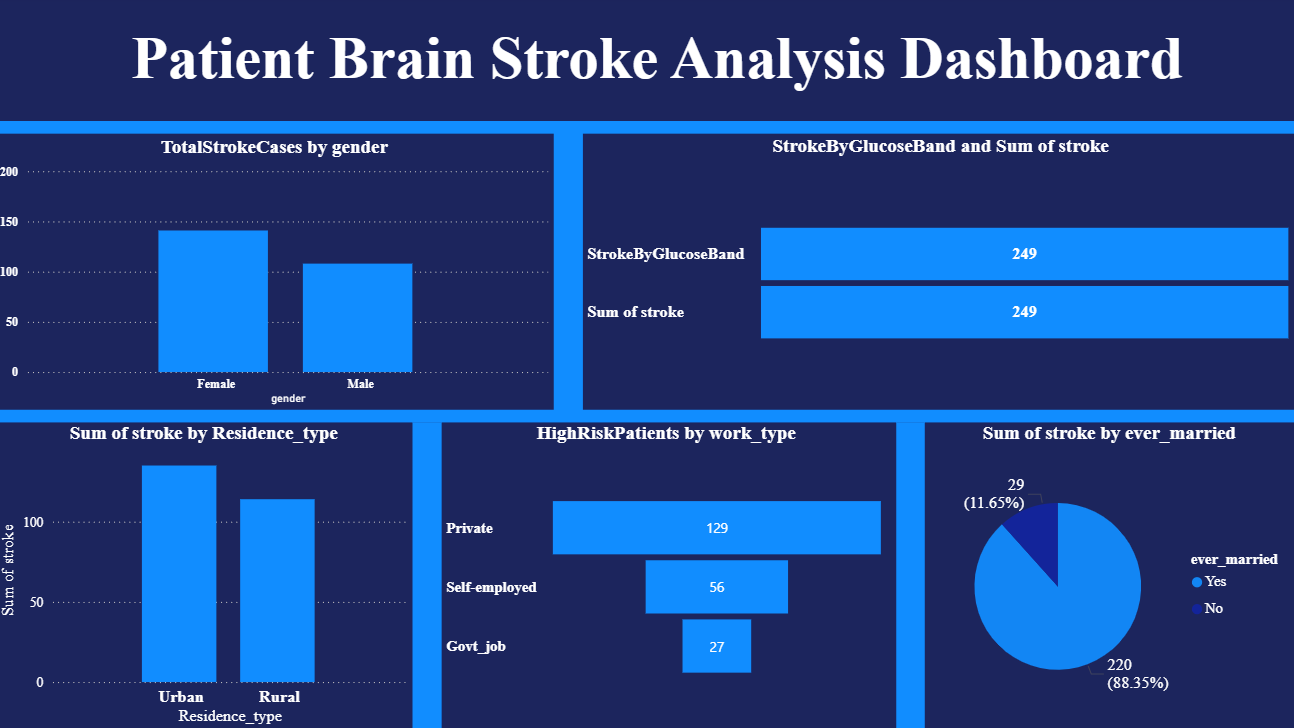 Patient Brain Stroke Analysis Dashboard
TotalStrokeCases by gender
200
150
100
50
0
Female
Male
gender
StrokeByGlucoseBand and Sum of stroke
StrokeByGlucoseBand
249
Sum of stroke
249
Sum of stroke by Residence_type
Sum of stroke
100
50
0
Urban
Rural
Residence_type
HighRiskPatients by work_type
Private
129
Self-employed
56
Govt_job
27
Sum of stroke by ever_married
29
(11.65%)
220
(88.35%)
ever_married
Yes
No